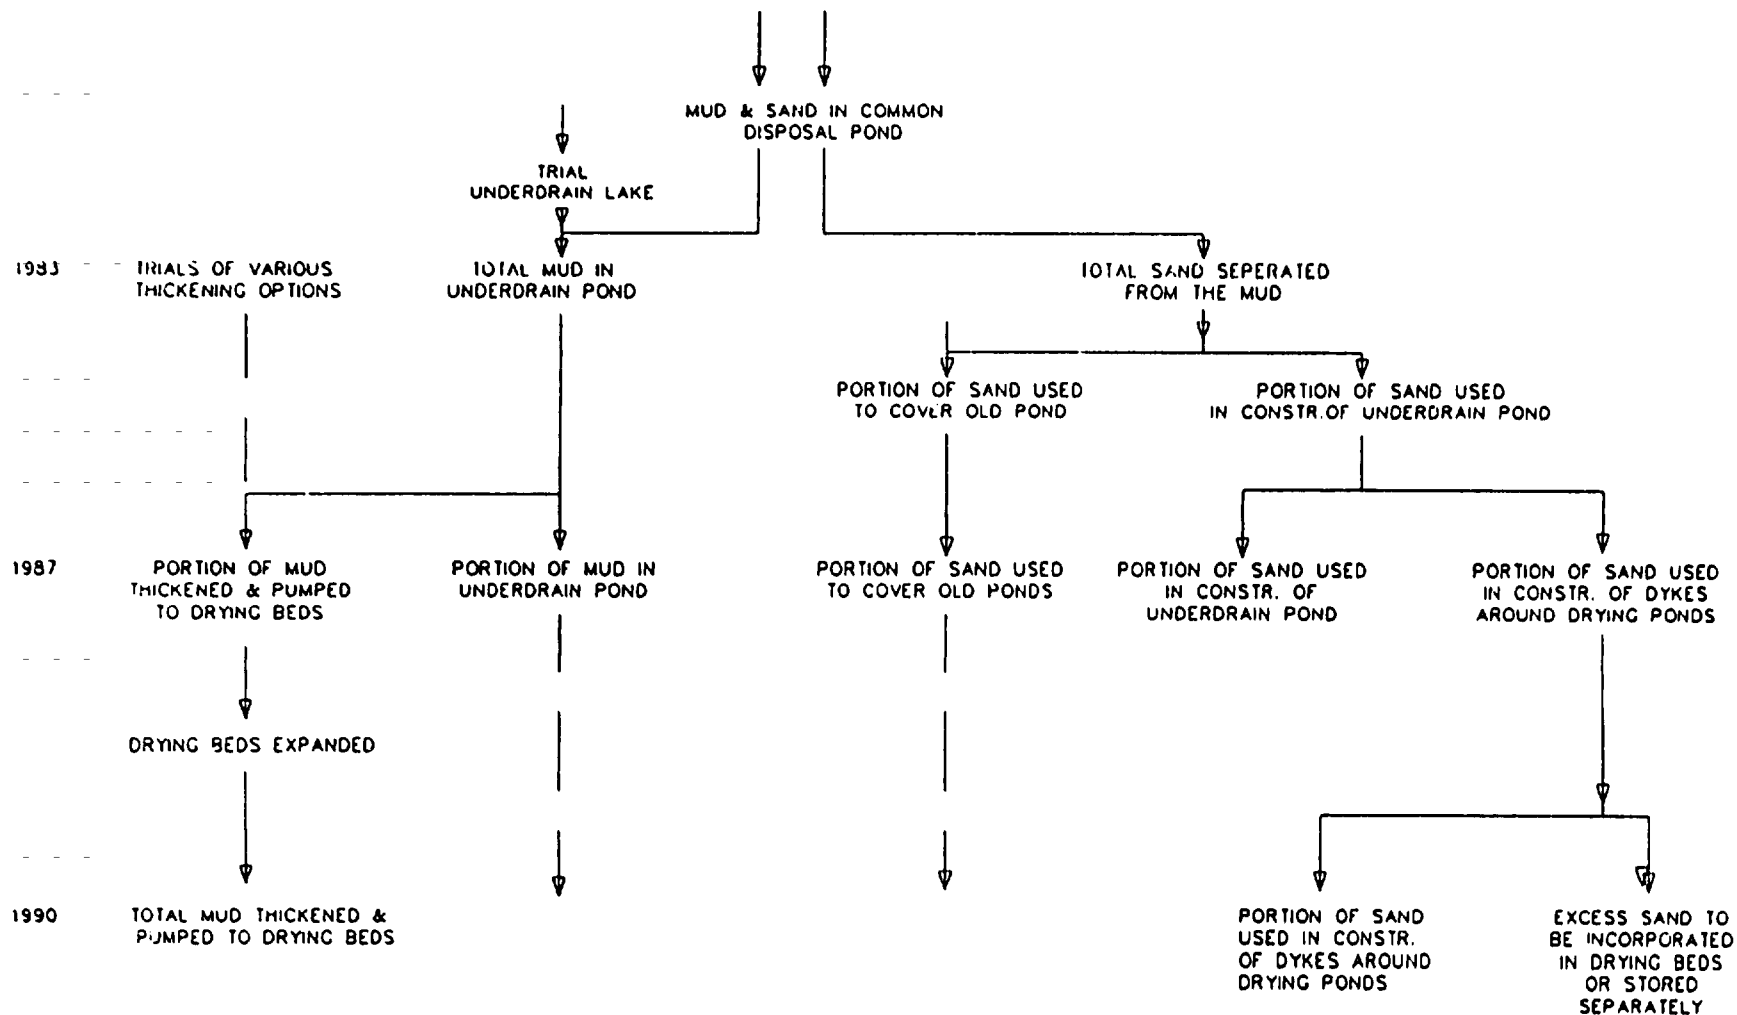 MUD & SAND IN COMMON
DISPOSAL POND
TRIAL
UNDERDRAIN LAKE
1983
TRIALS OF VARIOUS
THICKENING OPTIONS
TOTAL MUD IN
UNDERDRAIN POND
TOTAL SAND SEPERATED
FROM THE MUD
PORTION OF SAND USED
TO COVER OLD POND
PORTION OF SAND USED
IN CONSTR.OF UNDERDRAIN POND
1987
PORTION OF MUD
THICKENED & PUMPED
TO DRYING BEDS
PORTION OF MUD IN
UNDERDRAIN POND
PORTION OF SAND USED
TO COVER OLD PONDS
PORTION OF SAND USED
IN CONSTR. OF
UNDERDRAIN POND
PORTION OF SAND USED
IN CONSTR. OF DYKES
AROUND DRYING PONDS
DRYING BEDS EXPANDED
1990
TOTAL MUD THICKENED &
PUMPED TO DRYING BEDS
PORTION OF SAND
USED IN CONSTR.
OF DYKES AROUND
DRYING PONDS
EXCESS SAND TO
BE INCORPORATED
IN DRYING BEDS
OR STORED
SEPARATELY